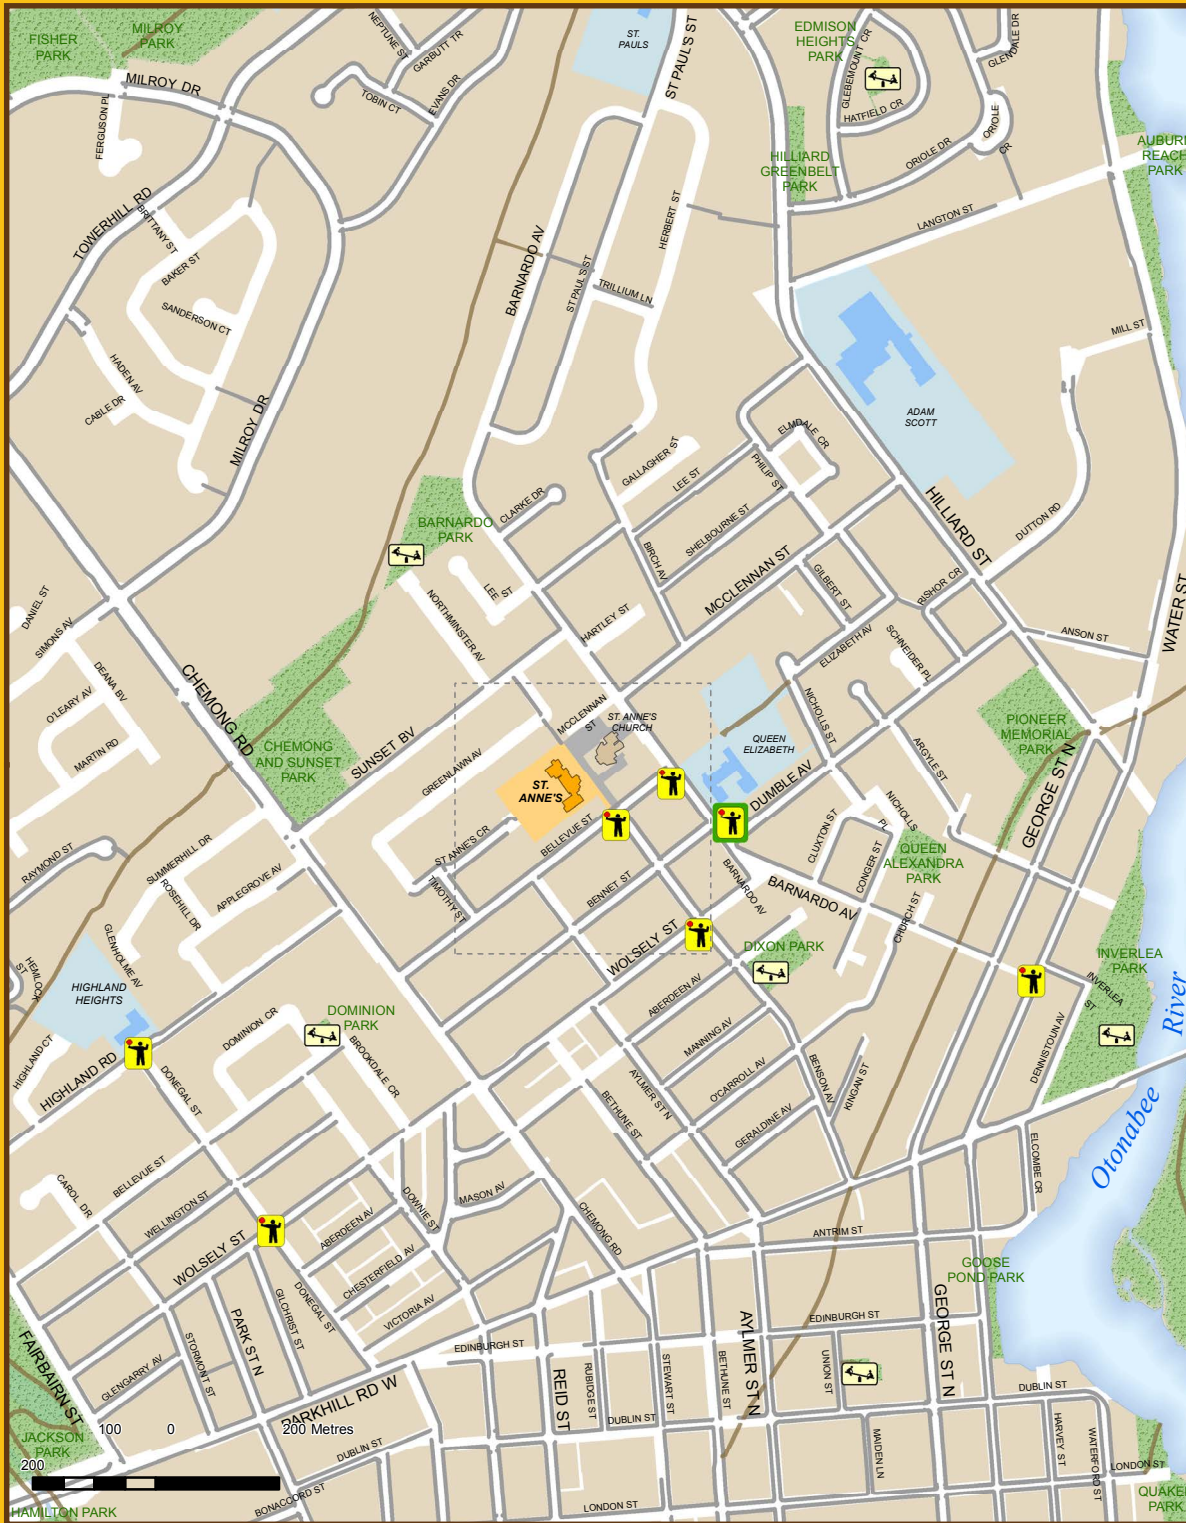 FISHER
PARK
MILROY
PARK
MILROY DR
FERGUSON PL
NEPTUNE ST
GARBUTT TR
EVANS DR
TOBIN CT
ST.
PAULS
ST PAULS ST
EDMISON
HEIGHTS
PARK
GLEBEMOUNT CR
HATFIELD CR
GLENDALE DR
ORIOLE
CR
ORIOLE DR
HILLIARD
GREENBELT
PARK
AUBURN
REACH
PARK
LANGTON ST
HERBERT ST
TOWERHILL RD
BRITTANY ST
BAKER ST
SANDERSON CT
HADEN AV
CABLE DR
MILROY DR
BARNARDO AV
ST PAUL'S ST
TRILLIUM LN
MILL ST
ADAM
SCOTT
ELMDALE CR
GALLAGHER ST
LEE ST
PHILIP ST
SHELBOURNE ST
HILLIARD ST
DUTTON RD
CLARKE DR
BARNARDO
PARK
BIRCH AV
MCCLENNAN ST
GILBERT ST
BISHOP CR
LEE ST
NORTHMINSTER AV
HARTLEY ST
ELIZABETH AV
SCHNEIDER PL
ANSON ST
WATER ST
DANIEL ST
SIMONS AV
DEANA BV
O'LEARY AV
MARTIN RD
CHEMONG RD
CHEMONG
AND SUNSET
PARK
SUNSET BV
GREENLAWN AV
MCCLENNAN
ST
ST. ANNE'S
CHURCH
QUEEN
ELIZABETH
NICHOLLS ST
ARGYLE ST
PIONEER
MEMORIAL
PARK
GEORGE ST N
ST.
ANNE'S
DUMBLE AV
BELLEVUE ST
ST ANNE'S CR
TIMOTHY ST
BENNET ST
CLUXTON ST
CONGER ST
NICHOLLS
PL
QUEEN
ALEXANDRA
PARK
BARNARDO AV
BARNARDO AV
CHURCH ST
RAYMOND ST
SUMMERHILL DR
ROSEHILL DR
APPLEGROVE AV
GLENHOLME AV
HEMLOCK
ST
HIGHLAND
HEIGHTS
WOLSELY ST
DIXON PARK
ABERDEEN AV
INVERLEA
PARK
INVERLEA
ST
River
DOMINION
PARK
DOMINION CR
BROOKDALE CR
HIGHLAND CT
HIGHLAND RD
DONEGAL ST
MANNING AV
O'CARROLL AV
GERALDINE AV
AYLMER ST N
BETHUNE ST
BENSON AV
KINGAN ST
DENNISTOUN AV
Otonabee
ELCOMBE CR
CAROL DR
BELLEVUE ST
WELLINGTON ST
WOLSELY ST
ABERDEEN AV
DOWNIE ST
MASON AV
CHEMONG RD
CHESTERFIELD AV
VICTORIA AV
ANTRIM ST
GOOSE
POND PARK
GEORGE ST N
FAIRBAIRN ST
GLENGARRY AV
STORMONT ST
PARK ST N
GILCHRIST ST
DONEGAL ST
EDINBURGH ST
EDINBURGH ST
REID ST
RUBIDGE ST
STEWART ST
BETHUNE ST
AYLMER ST N
UNION ST
PARKHILL RD W
DUBLIN ST
DUBLIN ST
DUBLIN ST
MAIDEN LN
HARVEY ST
WATERFORD ST
LONDON ST
LONDON ST
BONACCORD ST
JACKSON
PARK
HAMILTON PARK
QUAKER
PARK
200
100
0
200 Metres